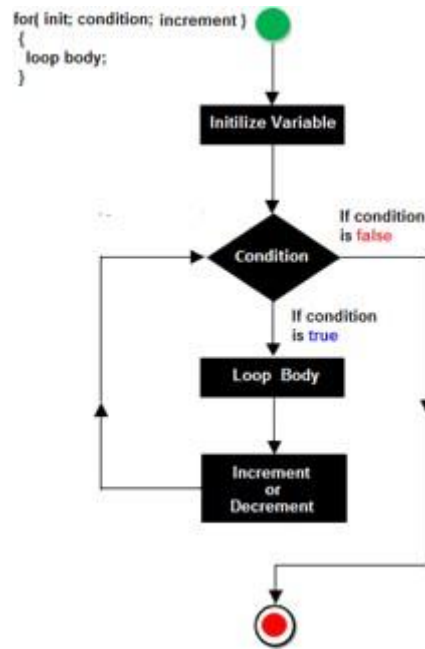 for( init; condition; increment )
{
loop body;
}
Initilize Variable
If condition
is false
Condition
If condition
is true
Loop Body
Increment
or
Decrement